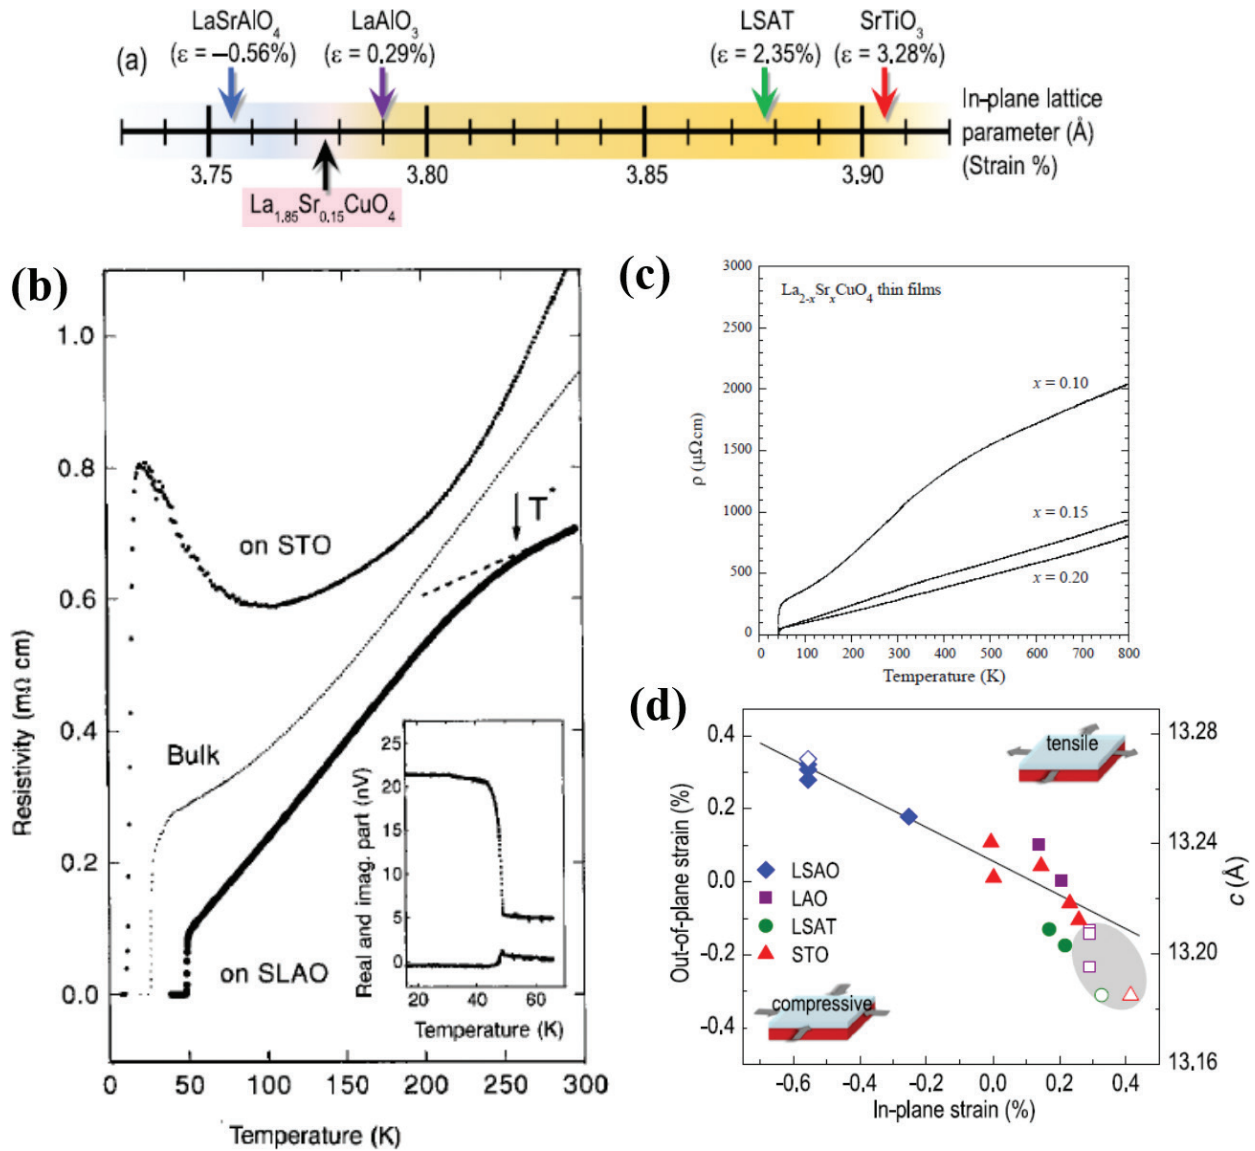 LaSrAlO4
(ε = –0.56%)
LaAlO3
(ε = 0.29%)
LSAT
(ε = 2.35%)
SrTiO3
(ε = 3.28%)
(a)
In-plane lattice
parameter (Å)
(Strain %)
3.75
3.80
3.85
3.90
La1.85Sr0.15CuO4
(b)
1.0
0.8
0.6
0.4
0.2
0.0
Resistivity (mΩ cm)
on STO
T*
Bulk
on SLAO
25
20
15
10
5
0
Real and imag. part (nV)
20
40
60
Temperature (K)
0
50
100
150
200
250
300
Temperature (K)
(c)
La2-xSrxCuO4 thin films
3000
2500
2000
1500
1000
500
0
ρ (μΩcm)
x = 0.10
x = 0.15
x = 0.20
0
100
200
300
400
500
600
700
800
Temperature (K)
(d)
0.4
0.2
0.0
-0.2
-0.4
Out-of-plane strain (%)
tensile
LSAO
LAO
LSAT
STO
compressive
13.28
13.24
13.20
13.16
c (Å)
-0.6
-0.4
-0.2
0.0
0.2
0.4
In-plane strain (%)